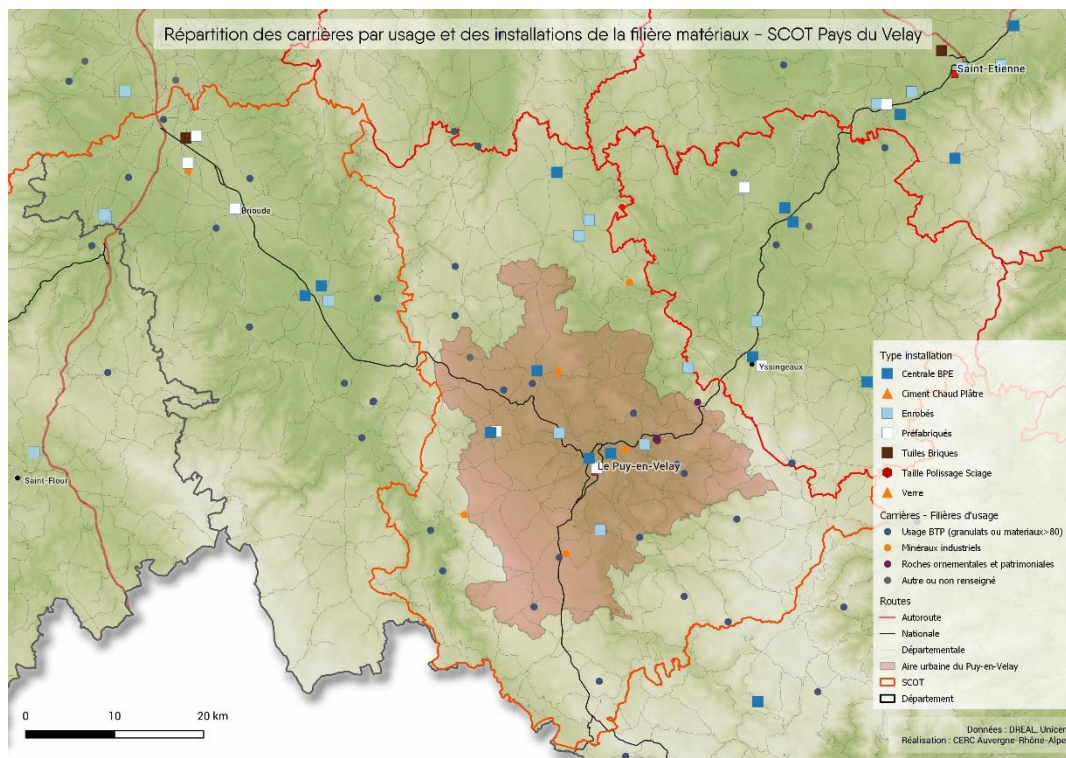 Répartition des carrières par usage et des installations de la filière matériaux – SCOT Pays du Velay
Saint-Etienne
Brioude
Yssingeaux
Le Puy-en-Velay
Saint-Flour
Type installation
Centrale BPE
Ciment Chaud Plâtre
Enrobés
Préfabriqués
Tuiles Briques
Taille Polissage Sciage
Verre
Carrières - Filières d'usage
Usage BTP (granulats ou materiaux>80)
Minéraux industriels
Roches ornementales et patrimoniales
Autre ou non renseigné
Routes
Autoroute
Nationale
Départementale
Aire urbaine du Puy-en-Velay
SCOT
Département
0 10 20 km
Données : DREAL, Unicem
Réalisation : CERC Auvergne-Rhône-Alpe